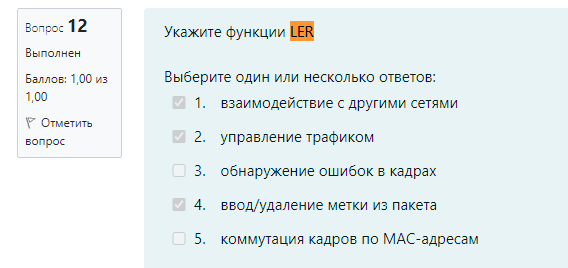 Вопрос 12
Выполнен
Баллов: 1,00 из
1,00
Отметить
вопрос
Укажите функции LER
Выберите один или несколько ответов:
1. взаимодействие с другими сетями
2. управление трафиком
3. обнаружение ошибок в кадрах
4. ввод/удаление метки из пакета
5. коммутация кадров по MAC-адресам